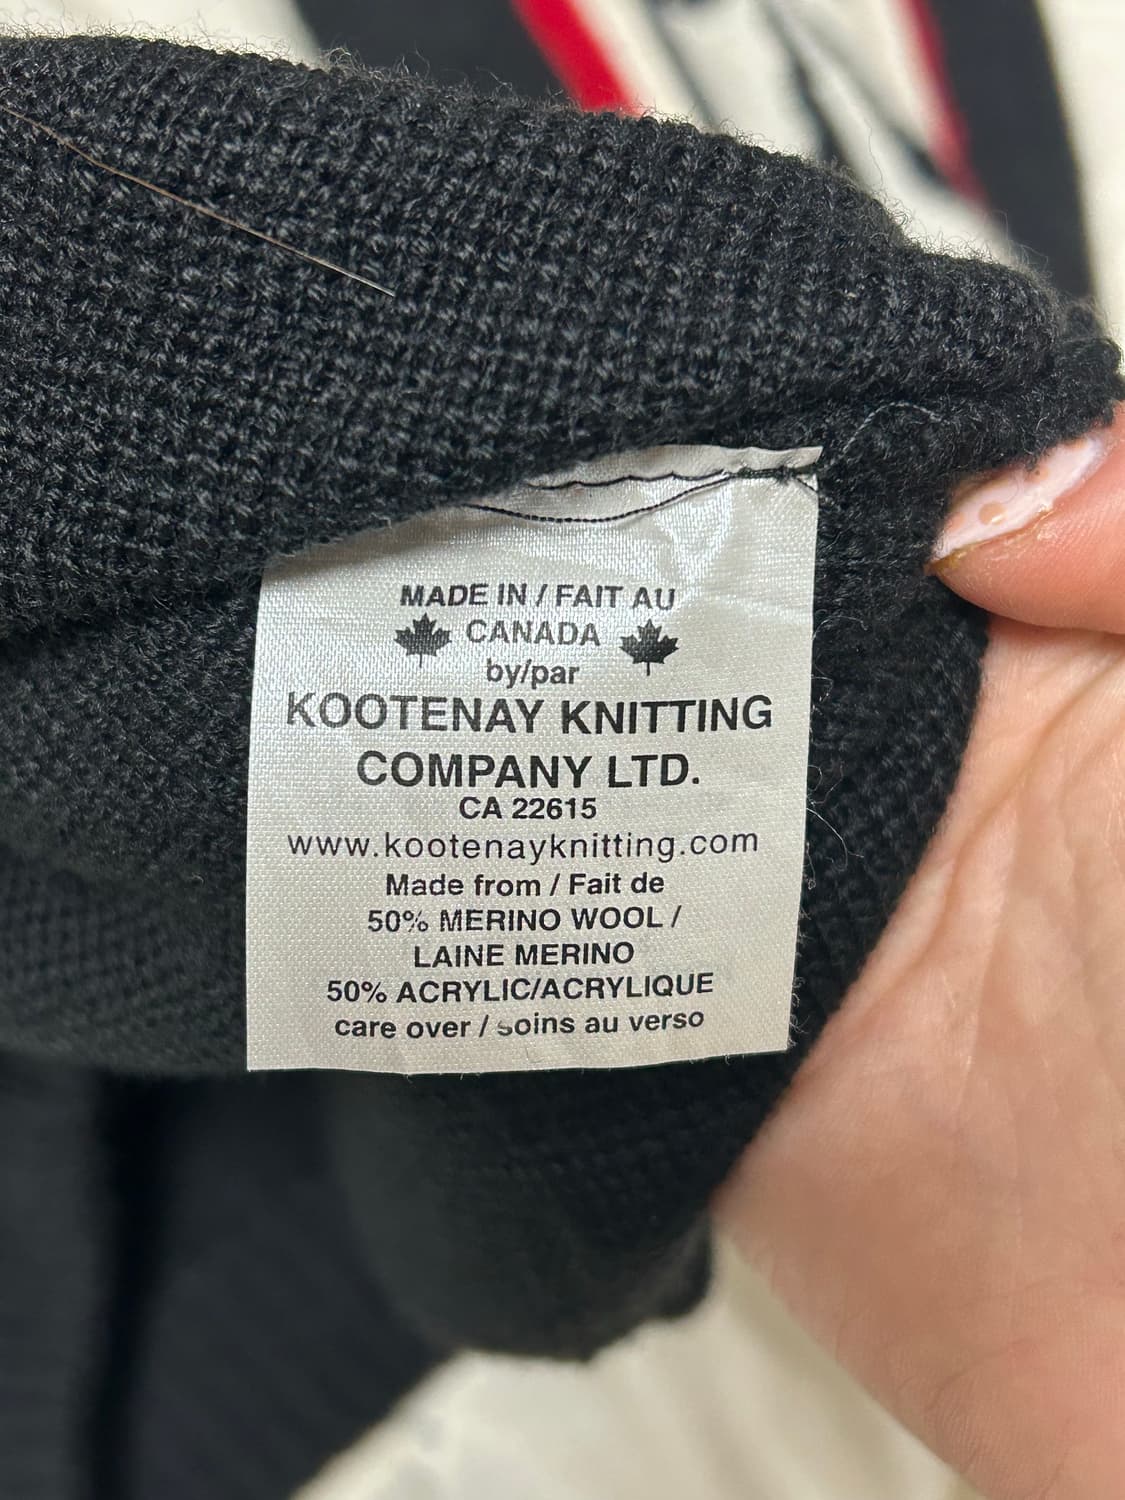 MADE IN / FAIT AU
CANADA
by/par
KOOTENAY KNITTING
COMPANY LTD.
CA 22615
www.kootenayknitting.com
Made from / Fait de
50% MERINO WOOL /
LAINE MERINO
50% ACRYLIC/ACRYLIQUE
care over / soins au verso